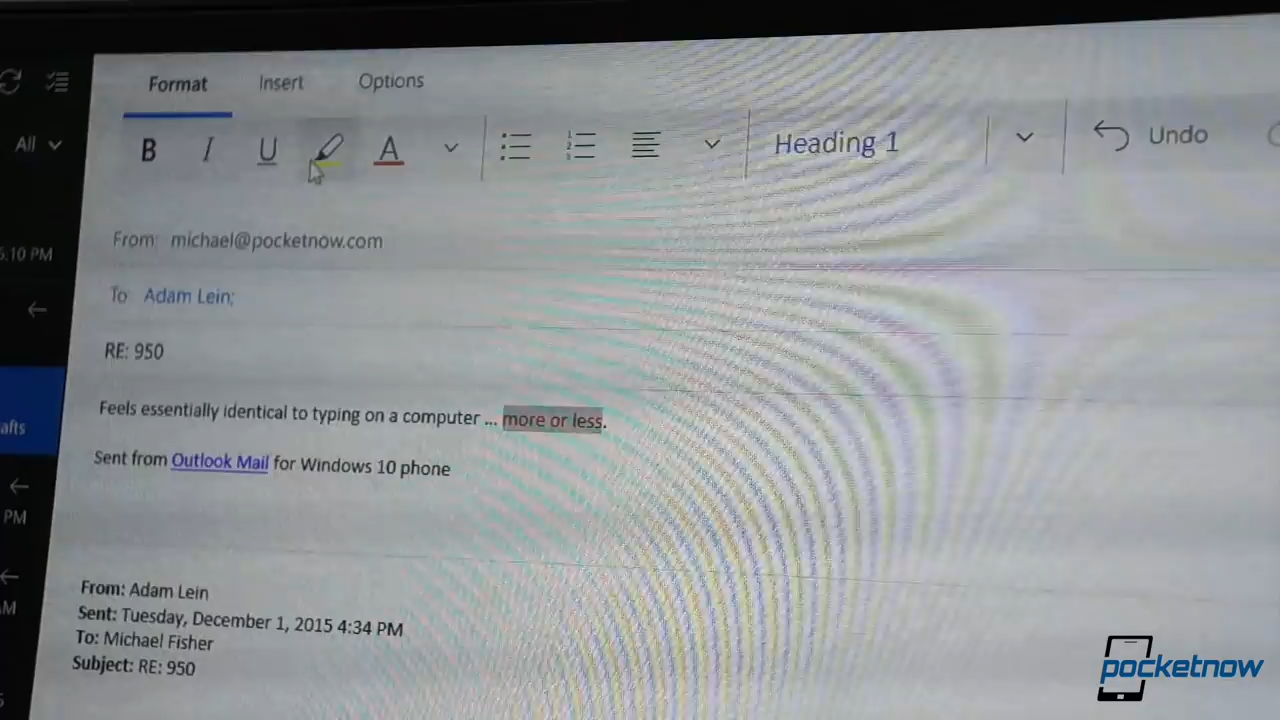 Format Insert Options
All
B I U A Heading 1 Undo
From: michael@pocketnow.com
:10 PM
To Adam Lein;
RE: 950
Feels essentially identical to typing on a computer ... more or less.
afts
Sent from Outlook Mail for Windows 10 phone
PM
From: Adam Lein
Sent: Tuesday, December 1, 2015 4:34 PM
To: Michael Fisher
Subject: RE: 950
pocketnow